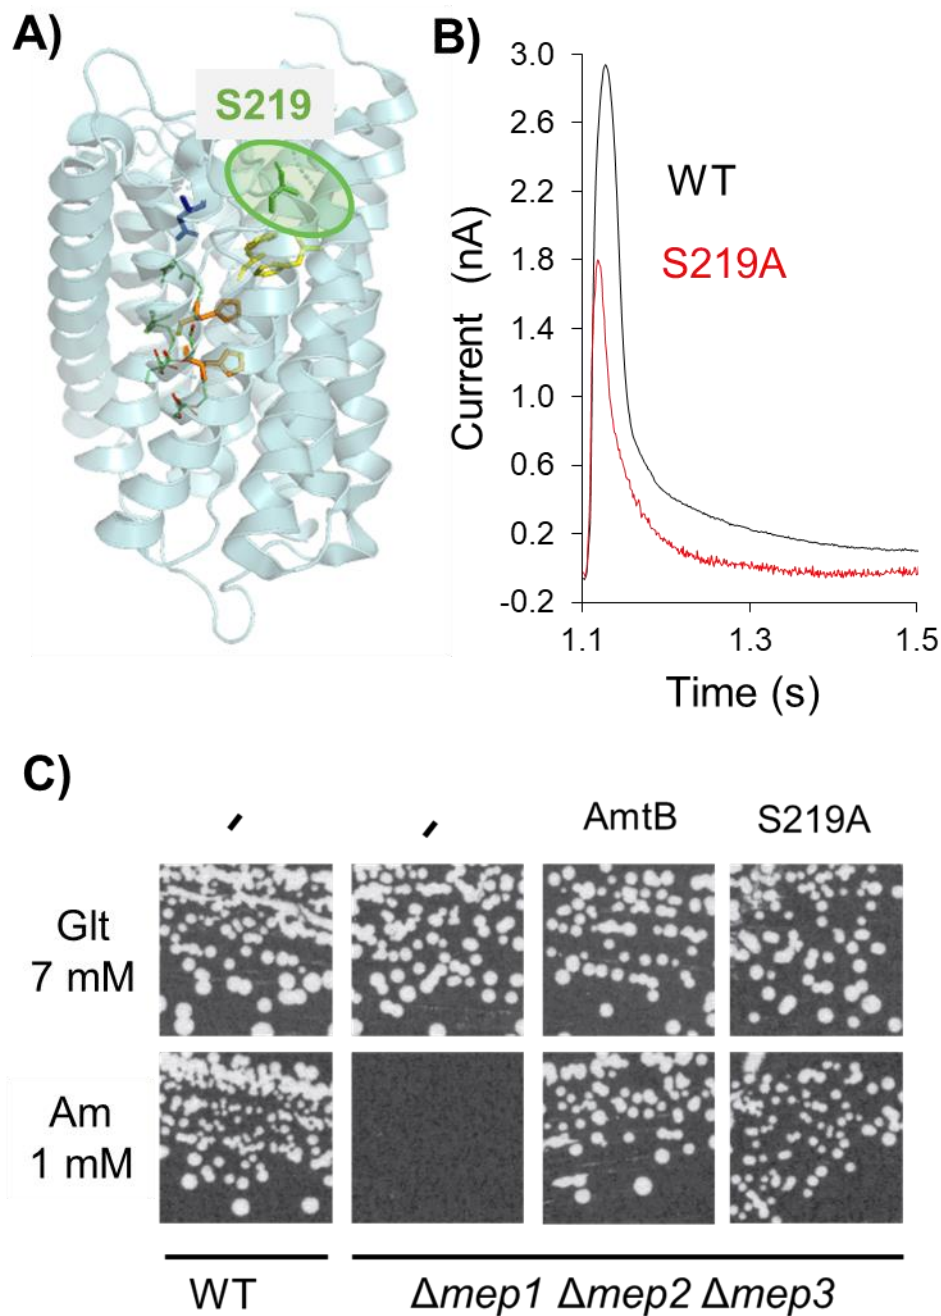 A)
S219
B)
Current (nA)
3.0
2.6
2.2
1.8
1.4
1.0
0.6
0.2
-0.2
WT
S219A
1.1
1.3
1.5
Time (s)
C)
- - AmtB S219A
Glt
7 mM
Am
1 mM
WT Δmep1 Δmep2 Δmep3